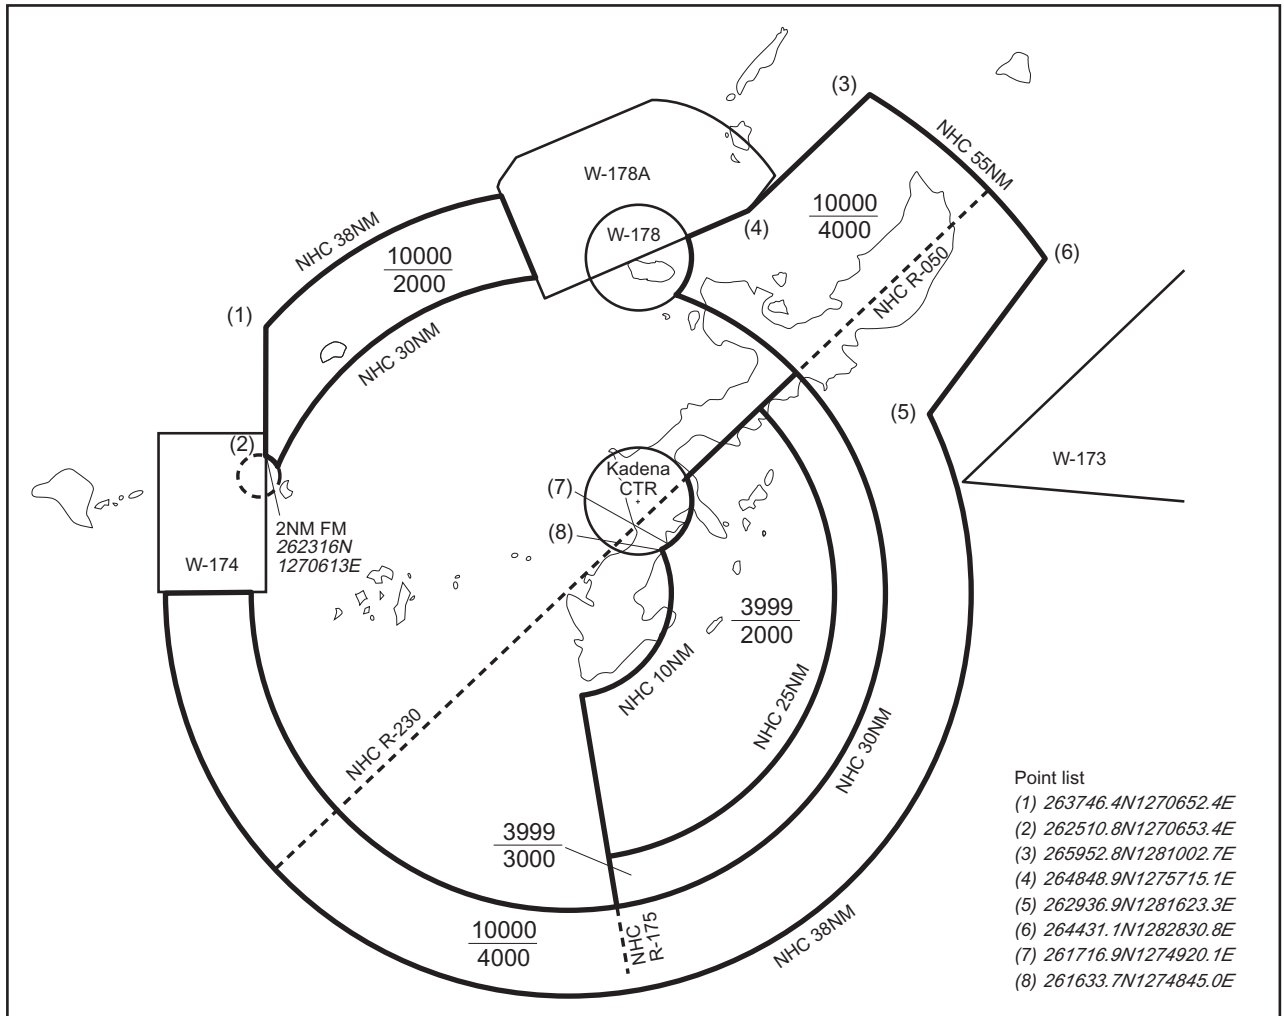 (3)
NHC 55NM
W-178A
10000
4000
(4)
W-178
(6)
NHC 38NM
10000
2000
NHC R-050
(1)
NHC 30NM
(5)
(2)
W-173
Kadena
CTR
(7)
(8)
2NM FM
262316N
1270613E
W-174
3999
2000
NHC 10NM
NHC 25NM
NHC R-230
NHC 30NM
3999
3000
10000
4000
NHC
R-175
NHC 38NM
Point list
(1) 263746.4N1270652.4E
(2) 262510.8N1270653.4E
(3) 265952.8N1281002.7E
(4) 264848.9N1275715.1E
(5) 262936.9N1281623.3E
(6) 264431.1N1282830.8E
(7) 261716.9N1274920.1E
(8) 261633.7N1274845.0E